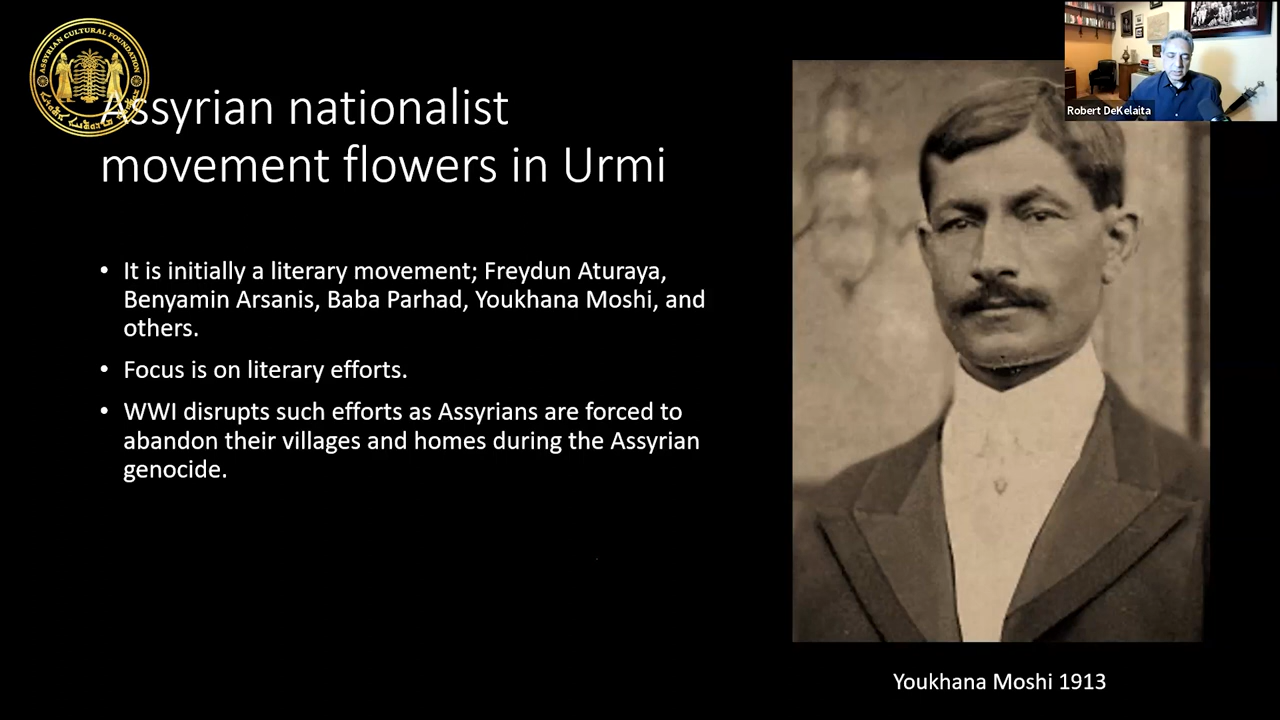 ASSYRIAN CULTURAL FOUNDATION
Assyrian nationalist
movement flowers in Urmi
• It is initially a literary movement; Freydun Aturaya,
Benyamin Arsanis, Baba Parhad, Youkhana Moshi, and
others.
• Focus is on literary efforts.
• WWI disrupts such efforts as Assyrians are forced to
abandon their villages and homes during the Assyrian
genocide.
Robert DeKelaita
Youkhana Moshi 1913